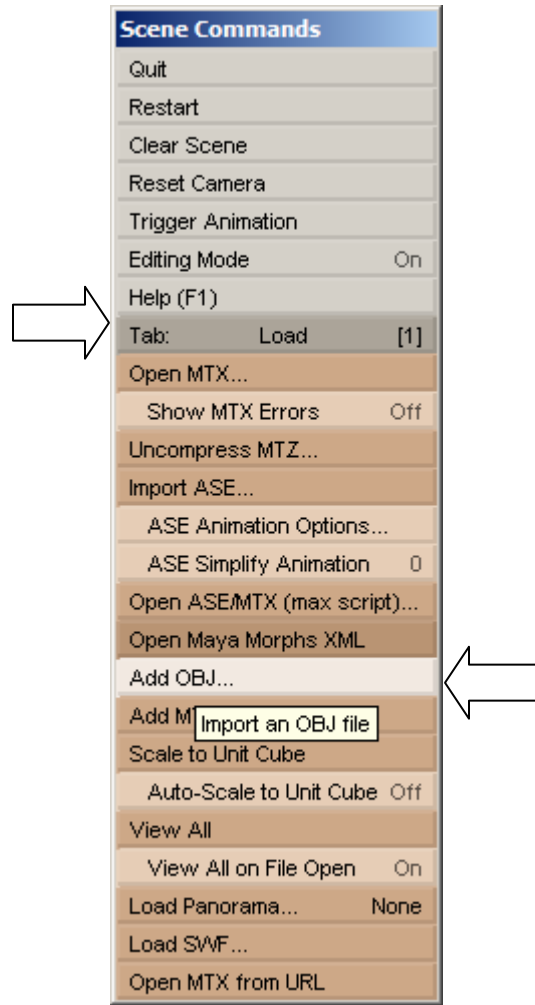 Scene Commands
Quit
Restart
Clear Scene
Reset Camera
Trigger Animation
Editing Mode On
Help (F1)
Tab: Load [1]
Open MTX...
Show MTX Errors Off
Uncompress MTZ...
Import ASE...
ASE Animation Options...
ASE Simplify Animation 0
Open ASE/MTX (max script)...
Open Maya Morphs XML
Add OBJ...
Add
Import an OBJ file
Scale to Unit Cube
Auto-Scale to Unit Cube Off
View All
View All on File Open On
Load Panorama... None
Load SWF...
Open MTX from URL